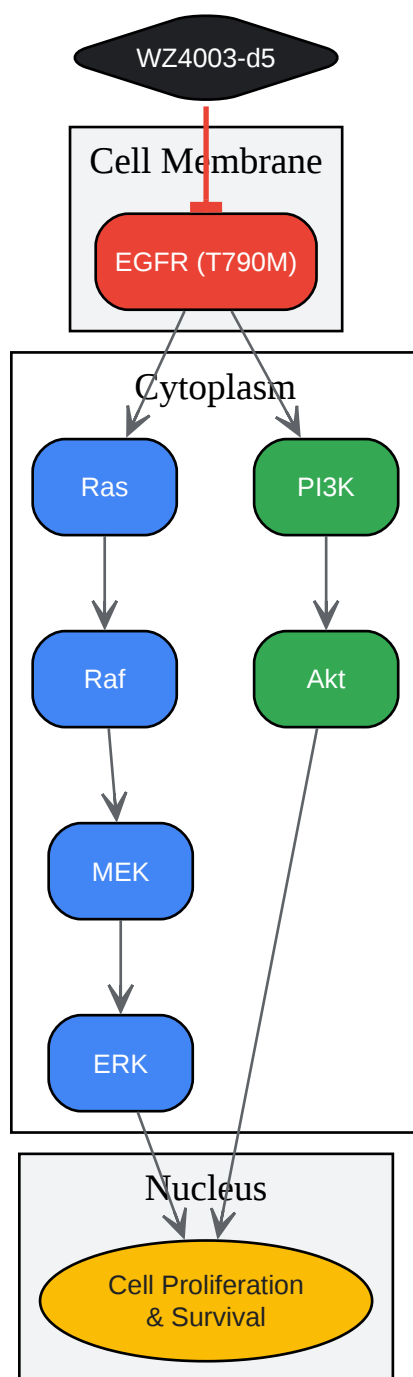 WZ4003-d5
Cell Membrane
EGFR (T790M)
Cytoplasm
Ras
PI3K
Raf
Akt
MEK
ERK
Nucleus
Cell Proliferation
& Survival